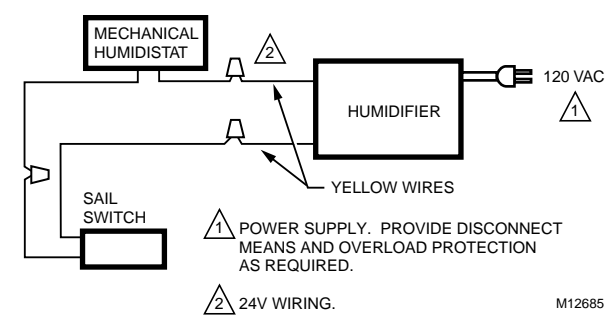 MECHANICAL
HUMIDISTAT
2
HUMIDIFIER
120 VAC
1
YELLOW WIRES
SAIL
SWITCH
1 POWER SUPPLY. PROVIDE DISCONNECT
MEANS AND OVERLOAD PROTECTION
AS REQUIRED.
2 24V WIRING.
M12685